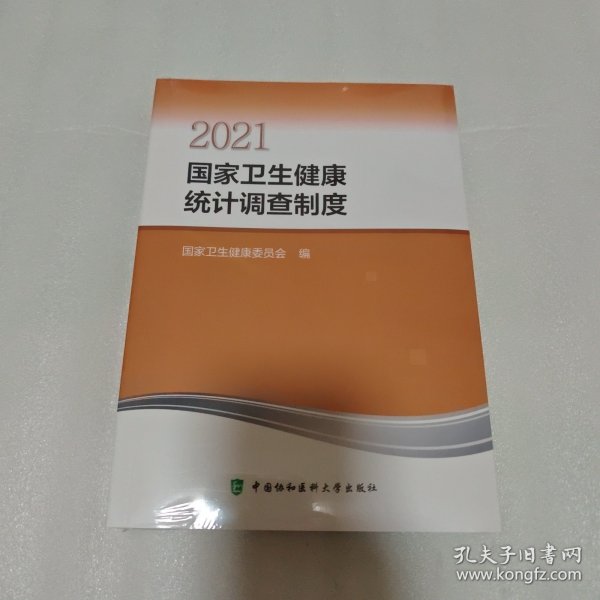 2021
国家卫生健康
统计调查制度
国家卫生健康委员会 编
中国协和医科大学出版社
孔夫子旧书网
www.kongfz.com